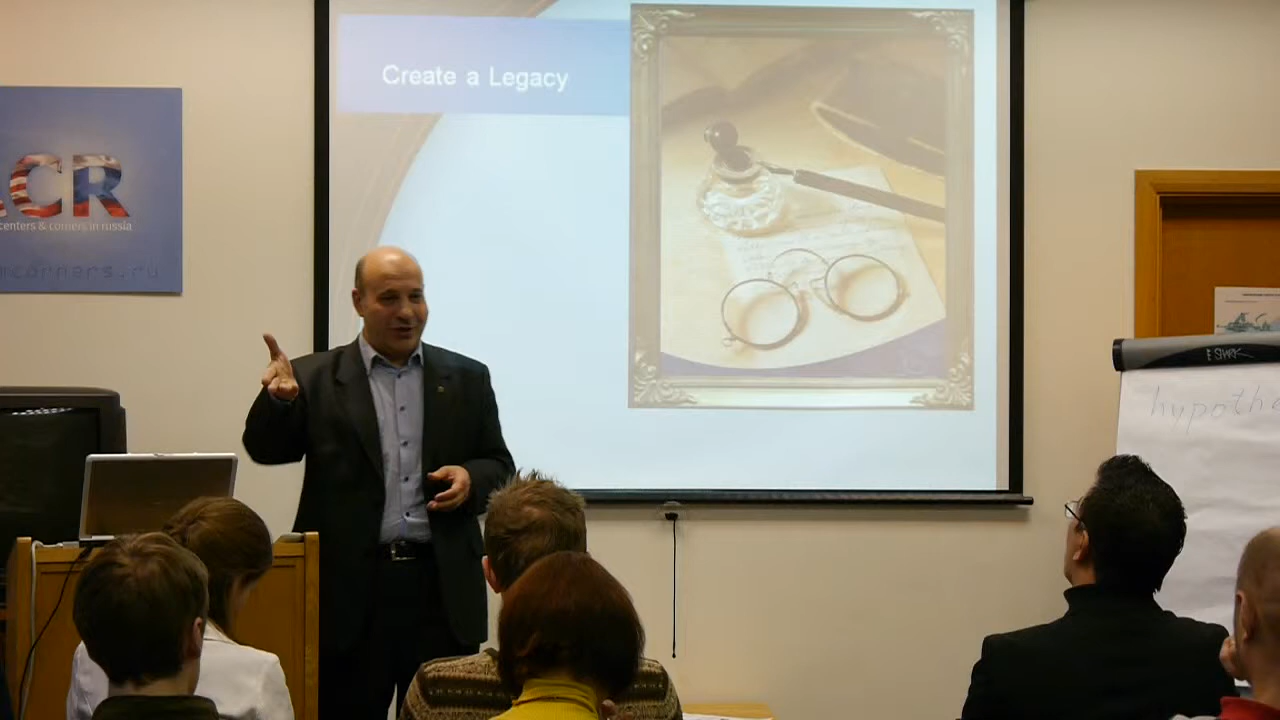 Create a Legacy
CR
centers & corners in russia
corners.ru
hypoth